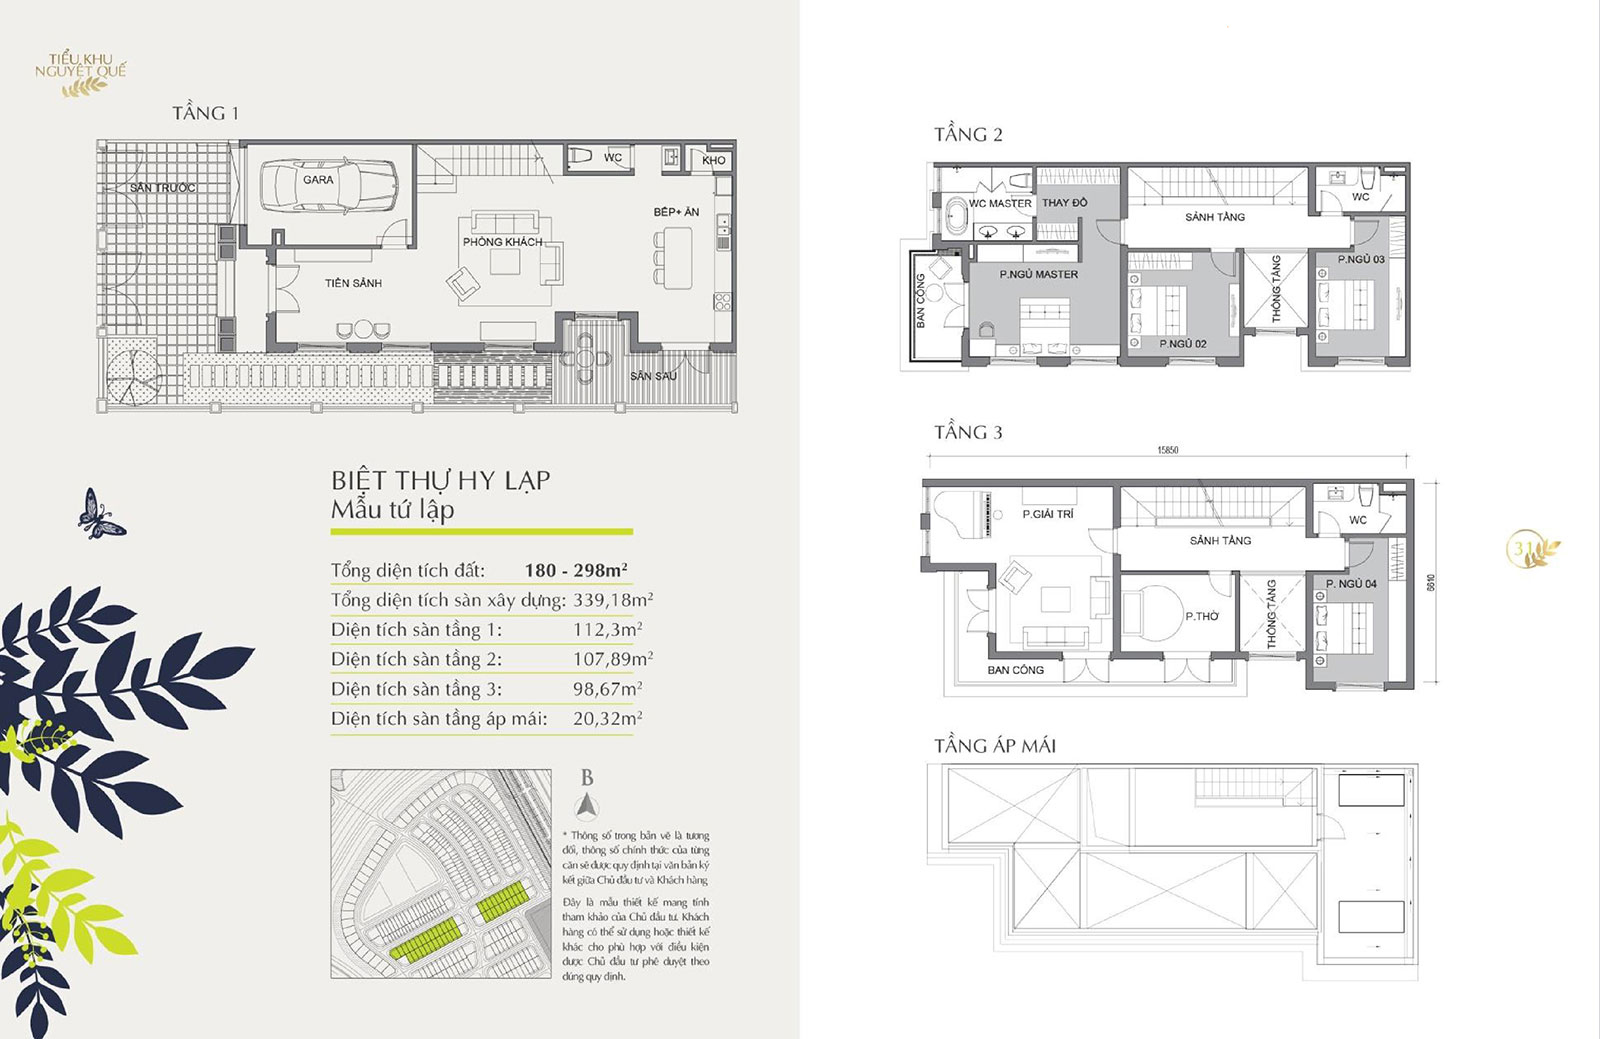 TIỂU KHU
NGUYỆT QUẾ
TẦNG 1
SÂN TRƯỚC
GARA
WC
KHO
BẾP+ ĂN
PHÒNG KHÁCH
TIỀN SẢNH
SÂN SAU
BIỆT THỰ HY LẠP
Mẫu tứ lập
Tổng diện tích đất: 180 - 298m²
Tổng diện tích sàn xây dựng: 339,18m²
Diện tích sàn tầng 1: 112,3m²
Diện tích sàn tầng 2: 107,89m²
Diện tích sàn tầng 3: 98,67m²
Diện tích sàn tầng áp mái: 20,32m²
B
* Thông số trong bản vẽ là tương
đối, thông số chính thức của từng
căn sẽ được quy định tại văn bản ký
kết giữa Chủ đầu tư và Khách hàng
Đây là mẫu thiết kế mang tính
tham khảo của Chủ đầu tư. Khách
hàng có thể sử dụng hoặc thiết kế
khác cho phù hợp với điều kiện
được Chủ đầu tư phê duyệt theo
đúng quy định.
TẦNG 2
WC MASTER
THAY ĐỒ
SẢNH TẦNG
WC
BAN CÔNG
P.NGỦ MASTER
P.NGỦ 02
THÔNG TẦNG
P.NGỦ 03
TẦNG 3
15850
P.GIẢI TRÍ
SẢNH TẦNG
WC
P.THỜ
THÔNG TẦNG
P. NGỦ 04
6610
BAN CÔNG
TẦNG ÁP MÁI
31